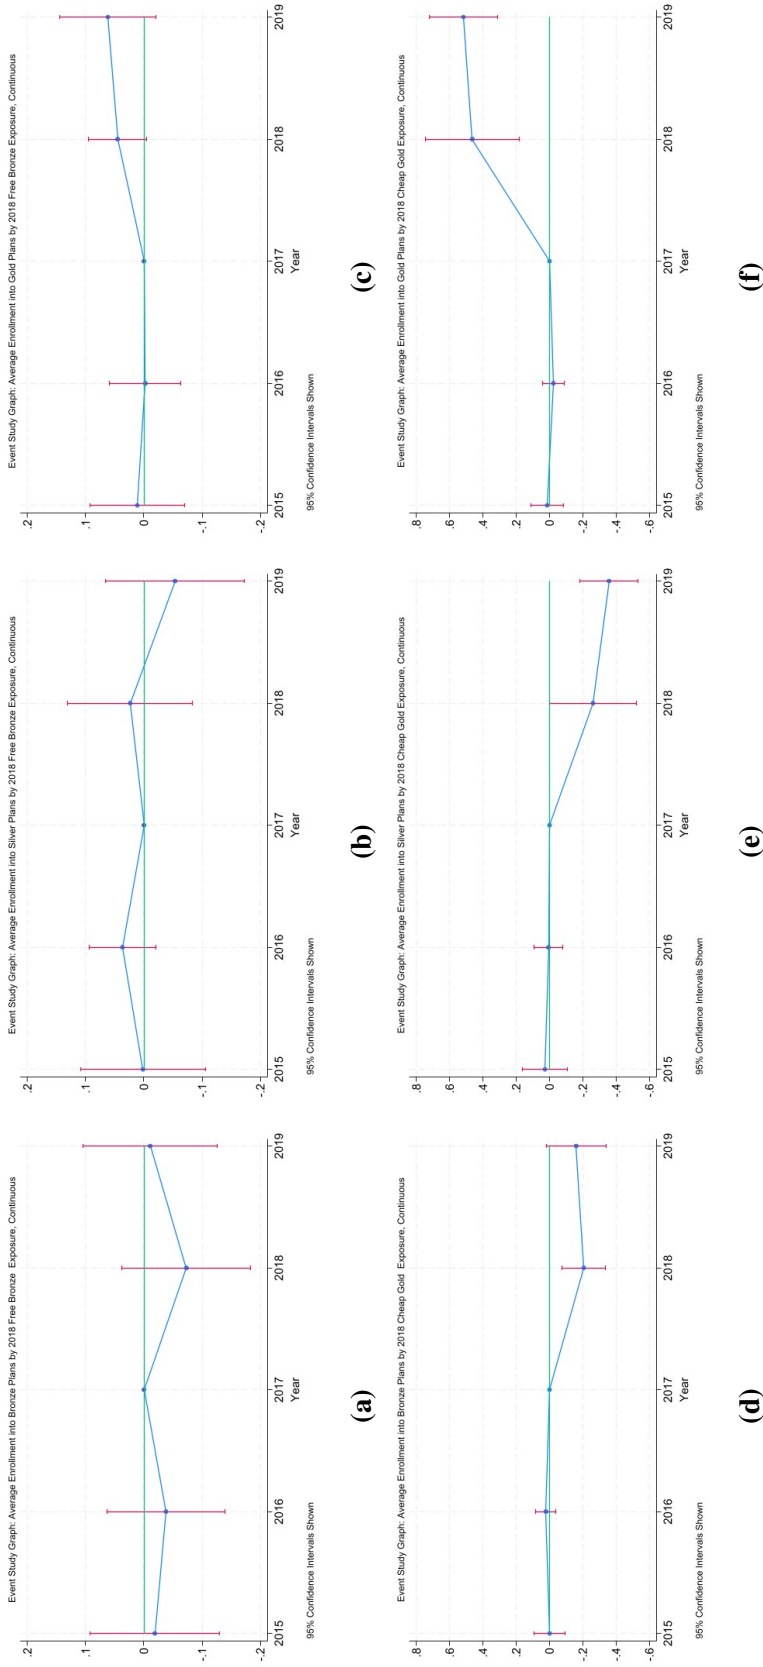 Event Study Graph: Average Enrollment into Bronze Plans by 2018 Free Bronze Exposure, Continuous
.2
.1
0
-.1
-.2
2015 2016 2017 2018 2019
Year
95% Confidence Intervals Shown
(a)
Event Study Graph: Average Enrollment into Silver Plans by 2018 Free Bronze Exposure, Continuous
.2
.1
0
-.1
-.2
2015 2016 2017 2018 2019
Year
95% Confidence Intervals Shown
(b)
Event Study Graph: Average Enrollment into Gold Plans by 2018 Free Bronze Exposure, Continuous
.2
.1
0
-.1
-.2
2015 2016 2017 2018 2019
Year
95% Confidence Intervals Shown
(c)
Event Study Graph: Average Enrollment into Bronze Plans by 2018 Cheap Gold Exposure, Continuous
.8
.6
.4
.2
0
-.2
-.4
-.6
2015 2016 2017 2018 2019
Year
95% Confidence Intervals Shown
(d)
Event Study Graph: Average Enrollment into Silver Plans by 2018 Cheap Gold Exposure, Continuous
.8
.6
.4
.2
0
-.2
-.4
-.6
2015 2016 2017 2018 2019
Year
95% Confidence Intervals Shown
(e)
Event Study Graph: Average Enrollment into Gold Plans by 2018 Cheap Gold Exposure, Continuous
.8
.6
.4
.2
0
-.2
-.4
-.6
2015 2016 2017 2018 2019
Year
95% Confidence Intervals Shown
(f)